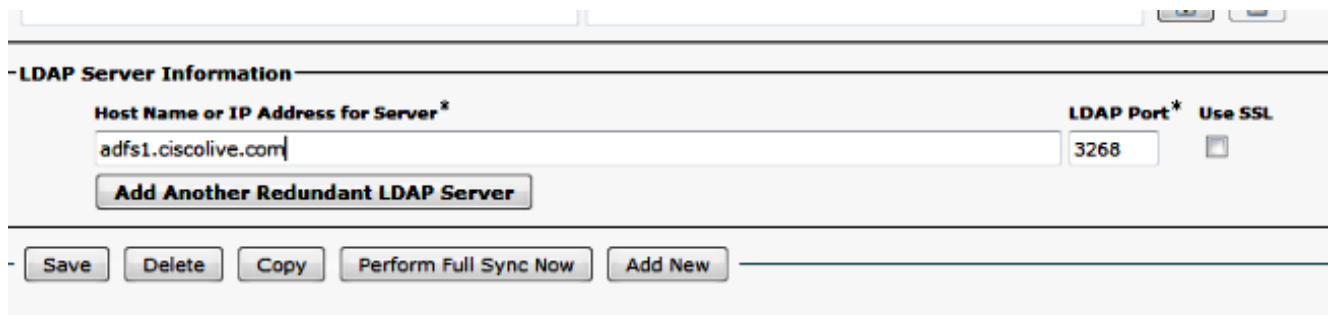 LDAP Server Information
Host Name or IP Address for Server* LDAP Port* Use SSL
adfs1.ciscolive.com 3268
Add Another Redundant LDAP Server
Save Delete Copy Perform Full Sync Now Add New